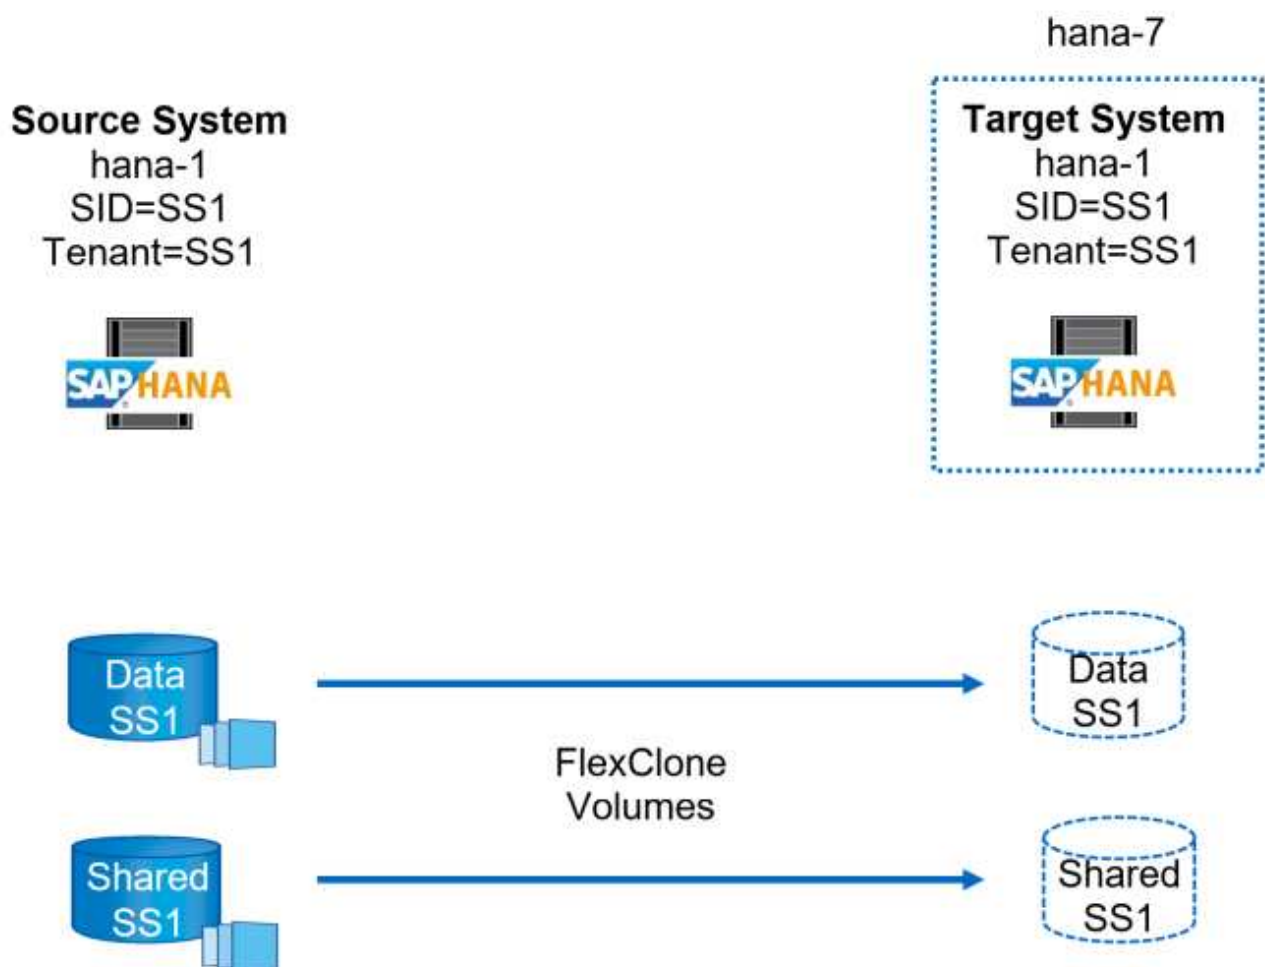 hana-7
Source System
hana-1
SID=SS1
Tenant=SS1
SAP HANA
Target System
hana-1
SID=SS1
Tenant=SS1
SAP HANA
Data
SS1
FlexClone
Volumes
Data
SS1
Shared
SS1
Shared
SS1